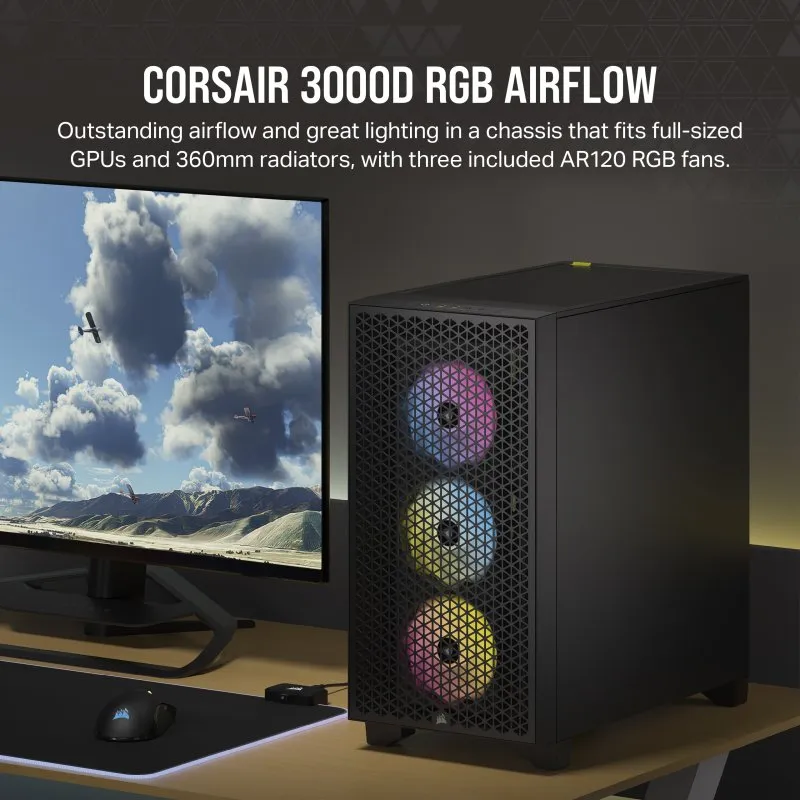 CORSAIR 3000D RGB AIRFLOW
Outstanding airflow and great lighting in a chassis that fits full-sized
GPUs and 360mm radiators, with three included AR120 RGB fans.